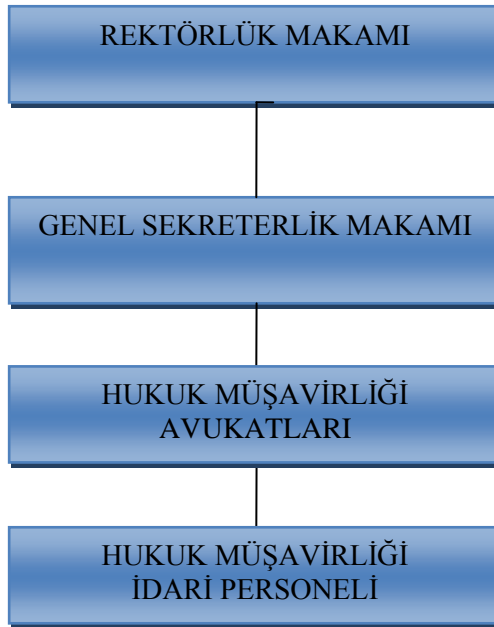 REKTÖRLÜK MAKAMI
GENEL SEKRETERLİK MAKAMI
HUKUK MÜŞAVİRLİĞİ
AVUKATLARI
HUKUK MÜŞAVİRLİĞİ
İDARİ PERSONELİ